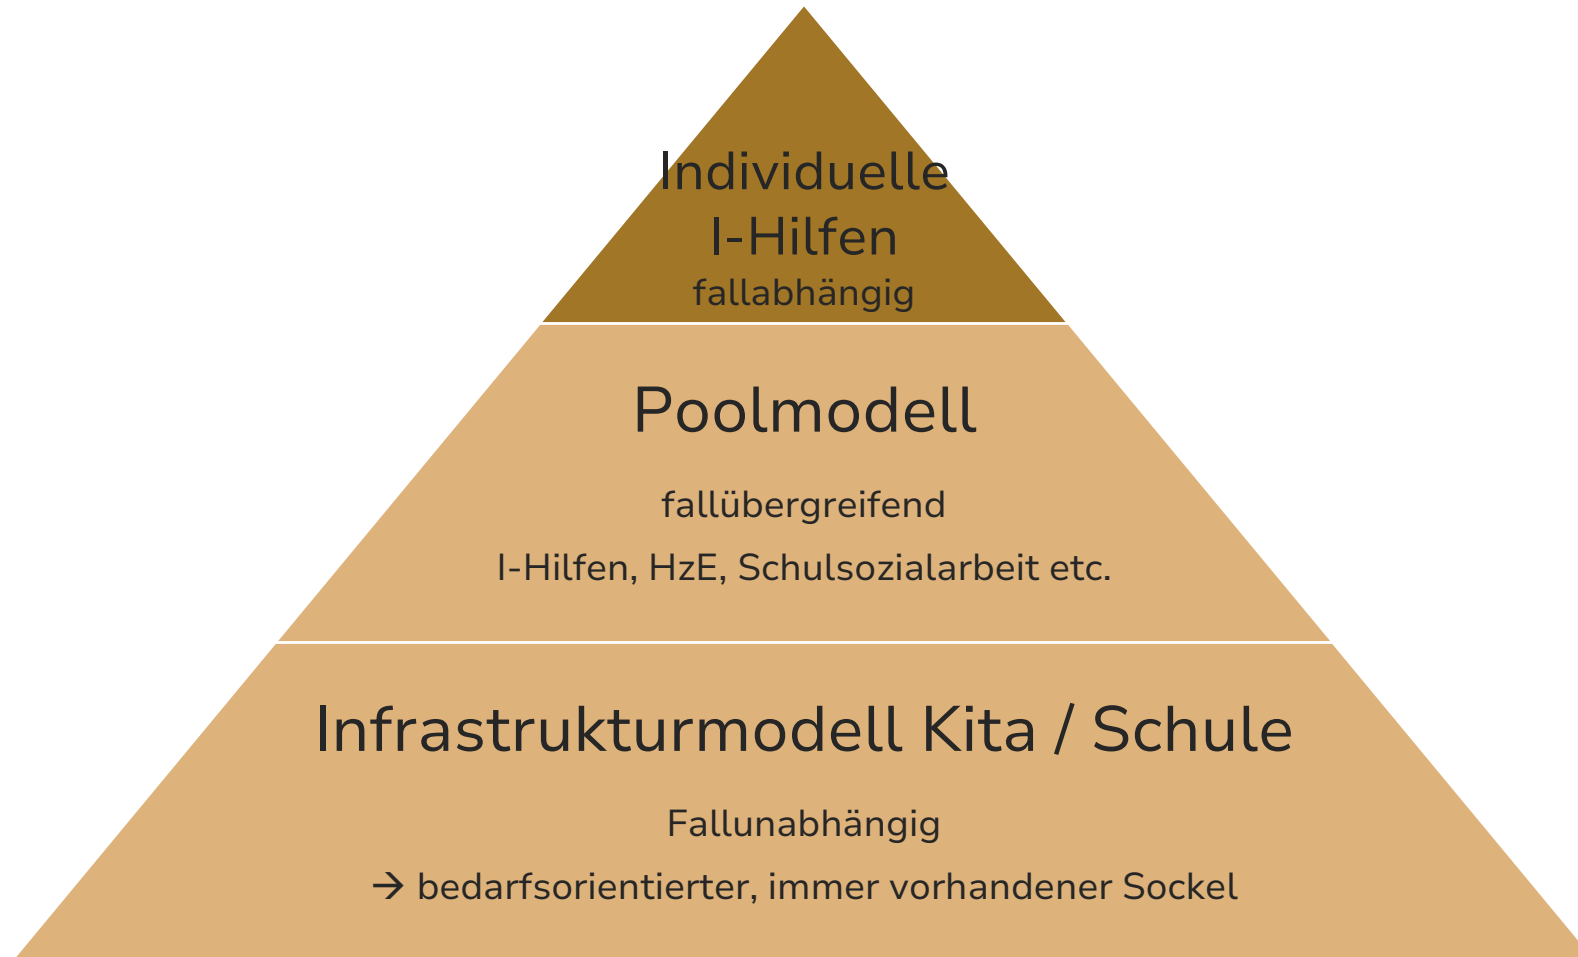 Individuelle
I-Hilfen
fallabhängig
Poolmodell
fallübergreifend
I-Hilfen, HzE, Schulsozialarbeit etc.
Infrastrukturmodell Kita / Schule
Fallunabhängig
→ bedarfsorientierter, immer vorhandener Sockel